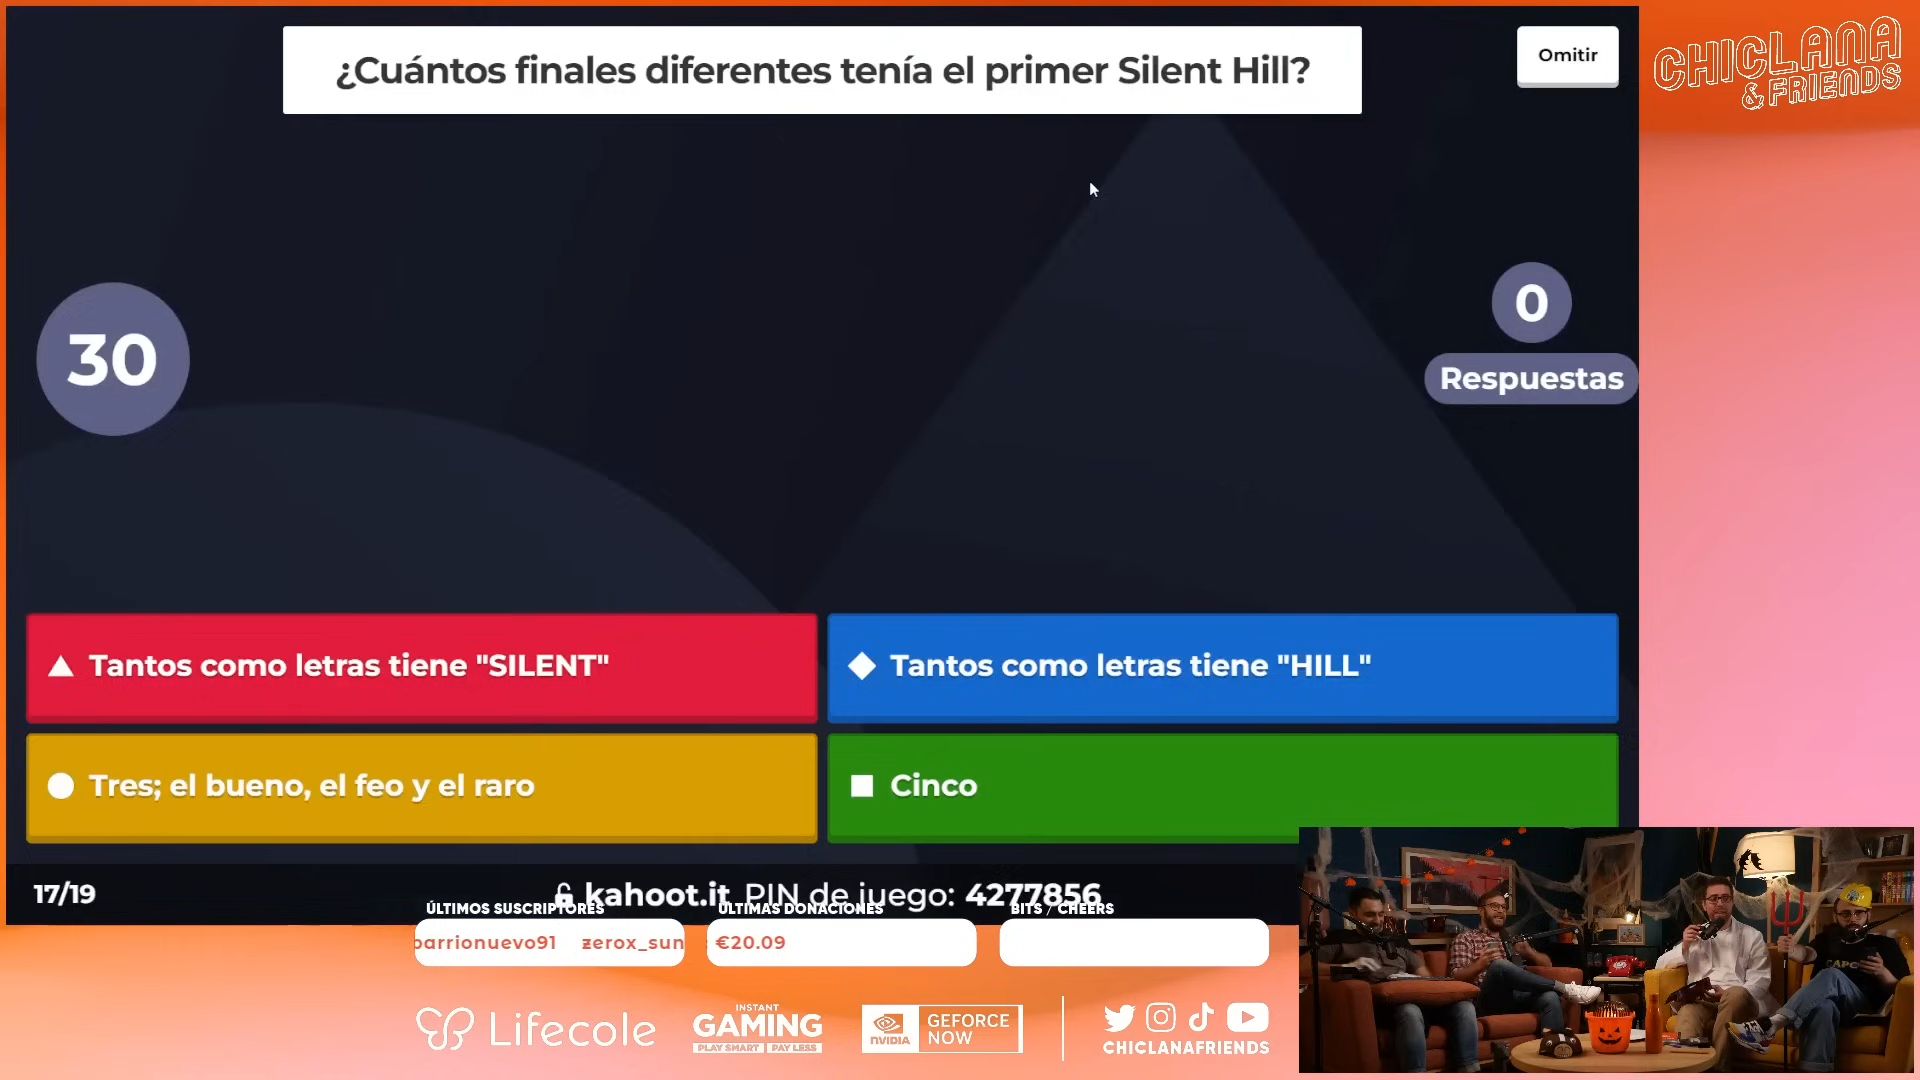 ¿Cuántos finales diferentes tenía el primer Silent Hill?
Omitir
CHICLANA
& FRIENDS
30
0
Respuestas
Tantos como letras tiene "SILENT"
Tantos como letras tiene "HILL"
Tres; el bueno, el feo y el raro
Cinco
17/19
kahoot.it PIN de juego: 4277856
ÚLTIMOS SUSCRIPTORES
ÚLTIMAS DONACIONES
BITS / CHEERS
barrionuevo91 zerox_sun
€20.09
Lifecole
INSTANT
GAMING
PLAY SMART PAY LESS
NVIDIA
GEFORCE
NOW
CHICLANAFRIENDS